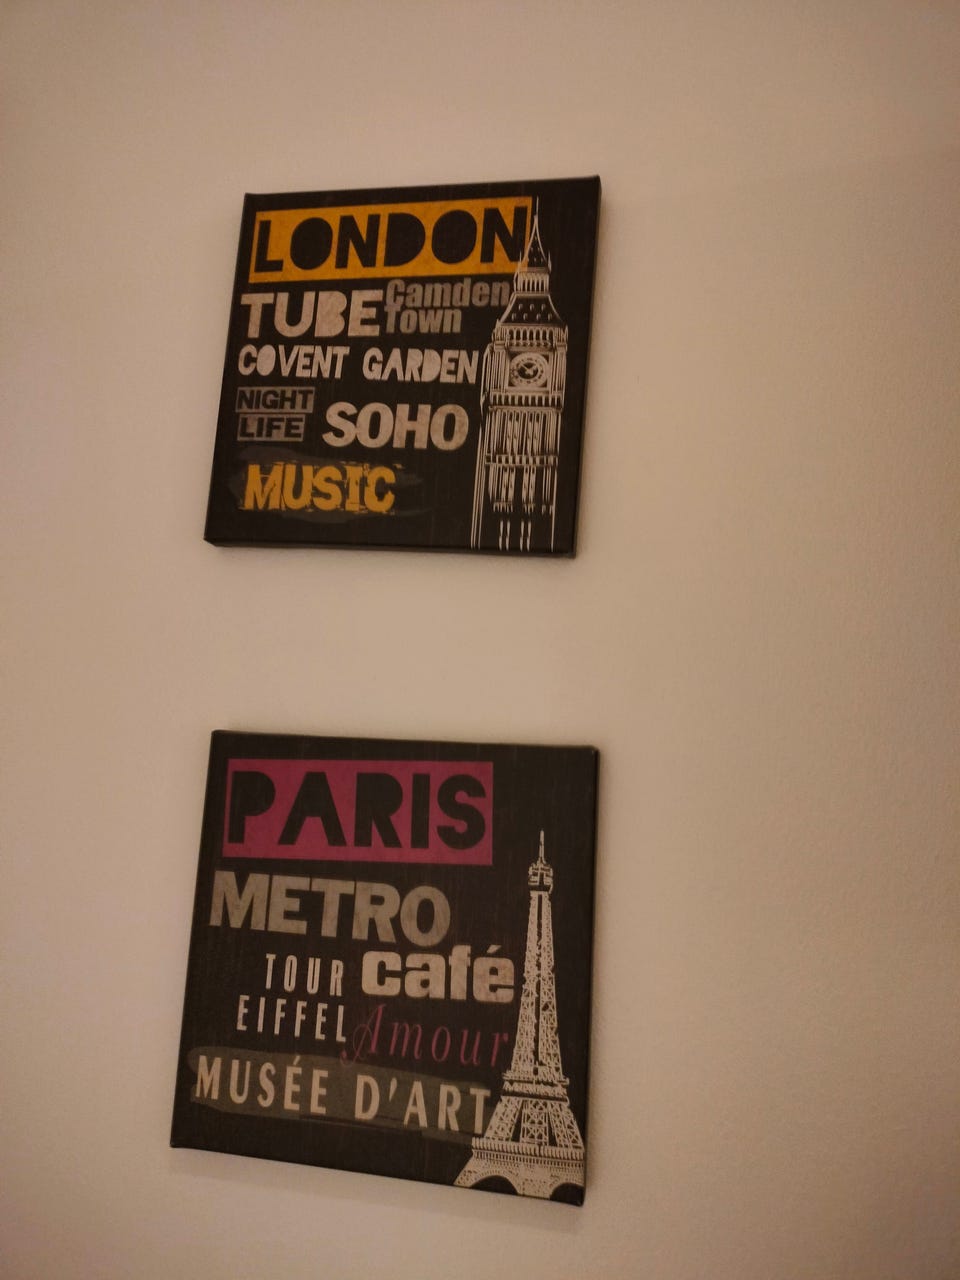 LONDON
TUBE Camden Town
COVENT GARDEN
NIGHT LIFE SOHO
MUSIC
PARIS
METRO
TOUR EIFFEL café
Amour
MUSÉE D'ART